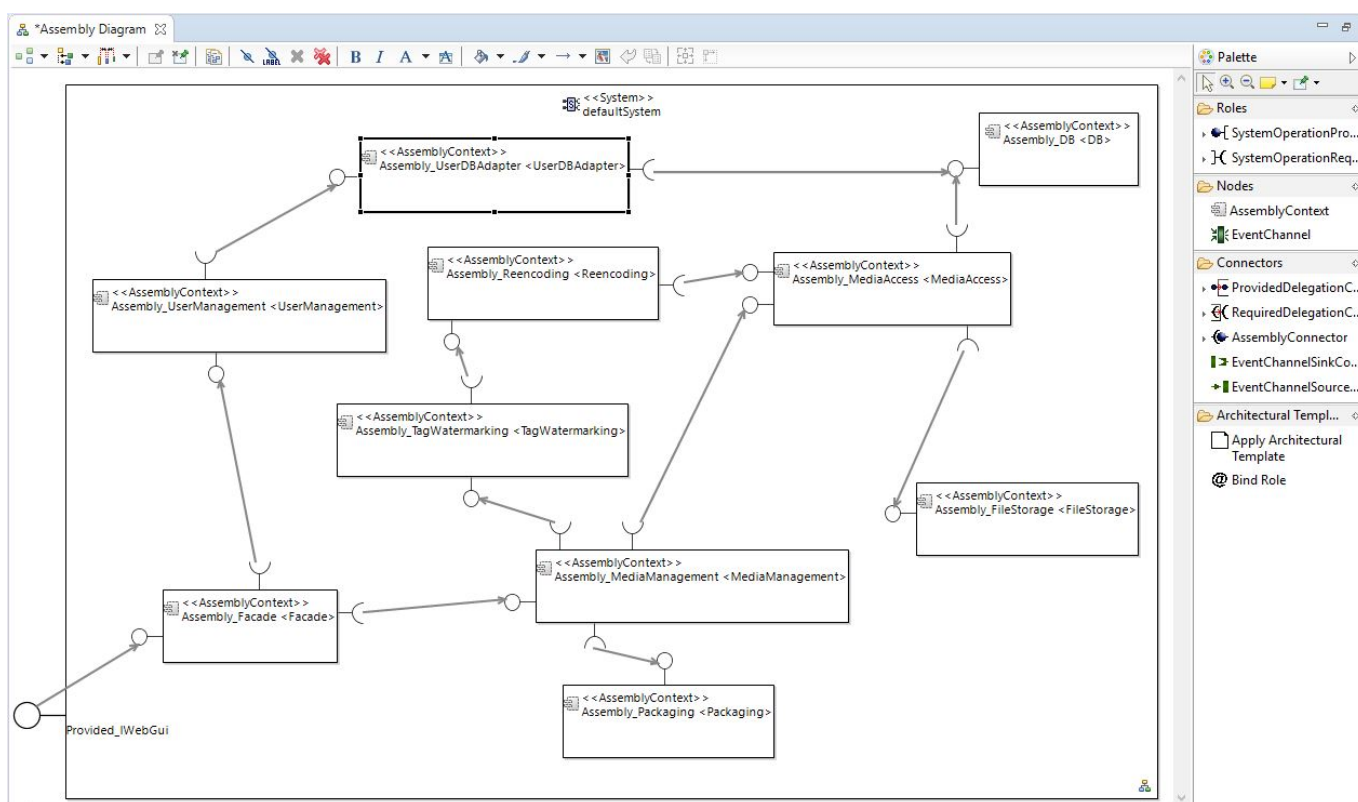 *Assembly Diagram
B I A
Palette
Roles
SystemOperationPro...
SystemOperationReq...
Nodes
AssemblyContext
EventChannel
Connectors
ProvidedDelegationC...
RequiredDelegationC...
AssemblyConnector
EventChannelSinkCo...
EventChannelSource...
Architectural Templ...
Apply Architectural
Template
Bind Role
<<System>>
defaultSystem
<<AssemblyContext>>
Assembly_DB <DB>
<<AssemblyContext>>
Assembly_UserDBAdapter <UserDBAdapter>
<<AssemblyContext>>
Assembly_Reencoding <Reencoding>
<<AssemblyContext>>
Assembly_MediaAccess <MediaAccess>
<<AssemblyContext>>
Assembly_UserManagement <UserManagement>
<<AssemblyContext>>
Assembly_TagWatermarking <TagWatermarking>
<<AssemblyContext>>
Assembly_FileStorage <FileStorage>
<<AssemblyContext>>
Assembly_MediaManagement <MediaManagement>
<<AssemblyContext>>
Assembly_Facade <Facade>
<<AssemblyContext>>
Assembly_Packaging <Packaging>
Provided_IWebGui